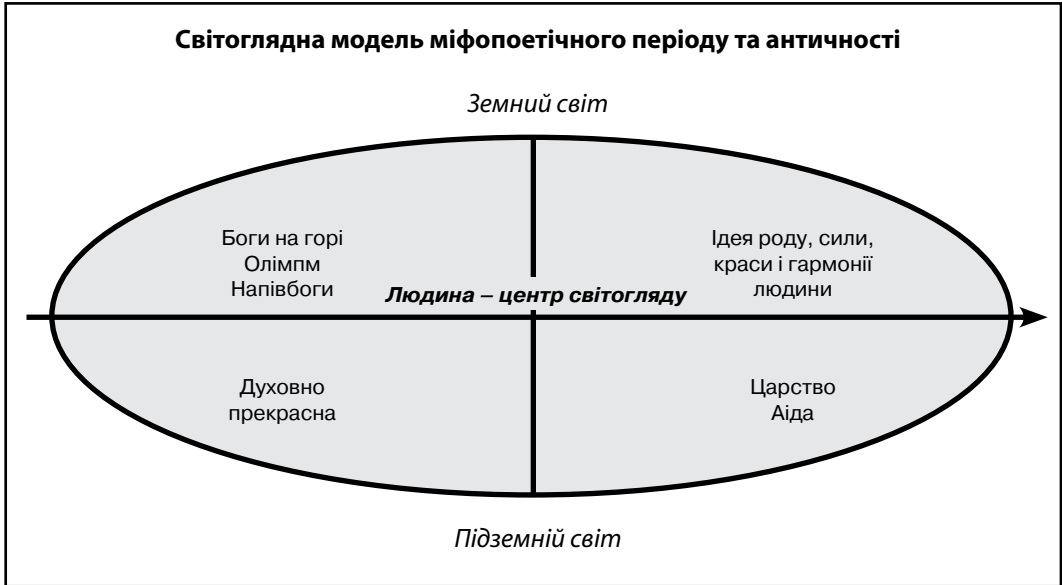 Світоглядна модель міфопоетичного періоду та античності
Земний світ
Боги на горі
Олімпм
Напівбоги
Ідея роду, сили,
краси і гармонії
людини
Людина – центр світогляду
Духовно
прекрасна
Царство
Аїда
Підземній світ